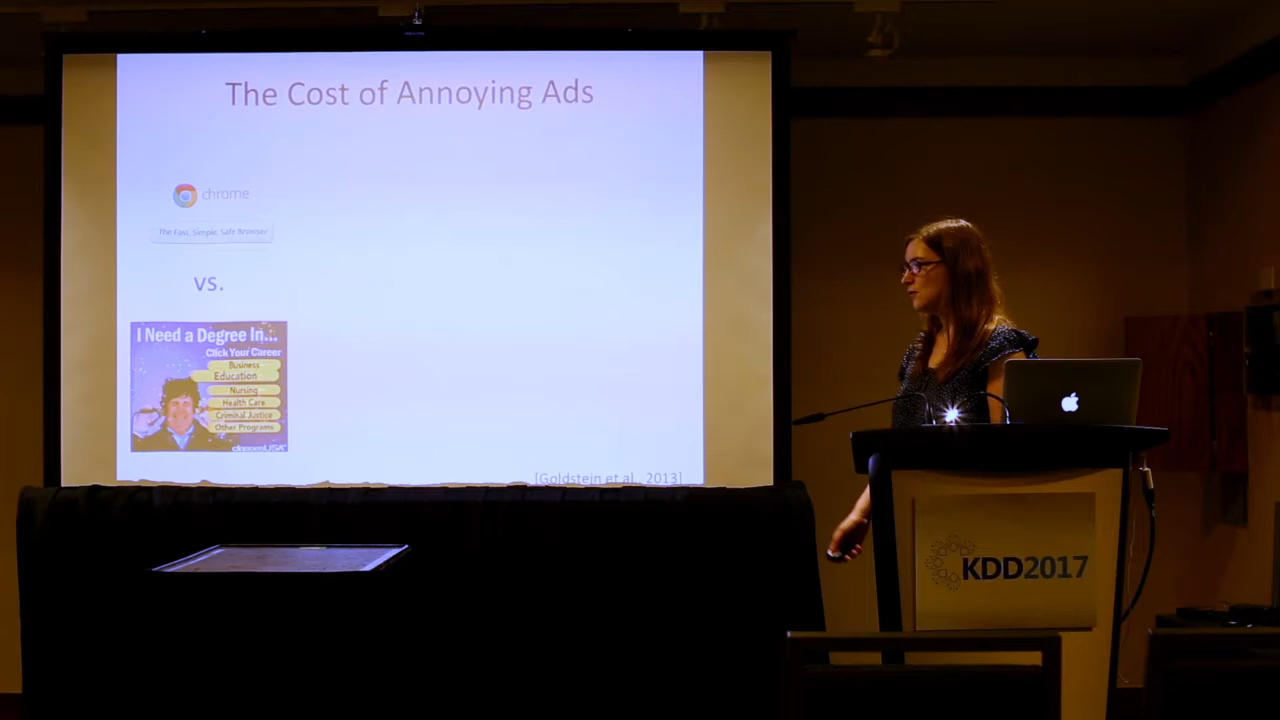 The Cost of Annoying Ads
chrome
The Fast, Simple, Safe Browser
vs.
I Need a Degree In...
Click Your Career
Business
Education
Nursing
Health Care
Criminal Justice
Other Programs
classesUSA
[Goldstein et al., 2013]
KDD2017